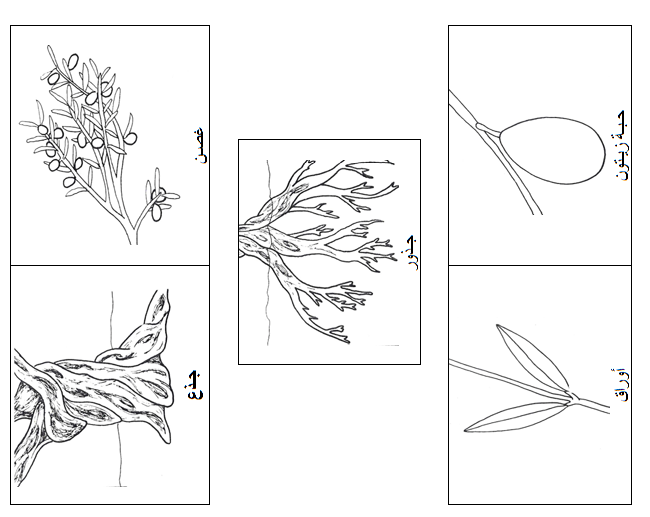 غصن
حبة زيتون
جذور
جذع
أوراق